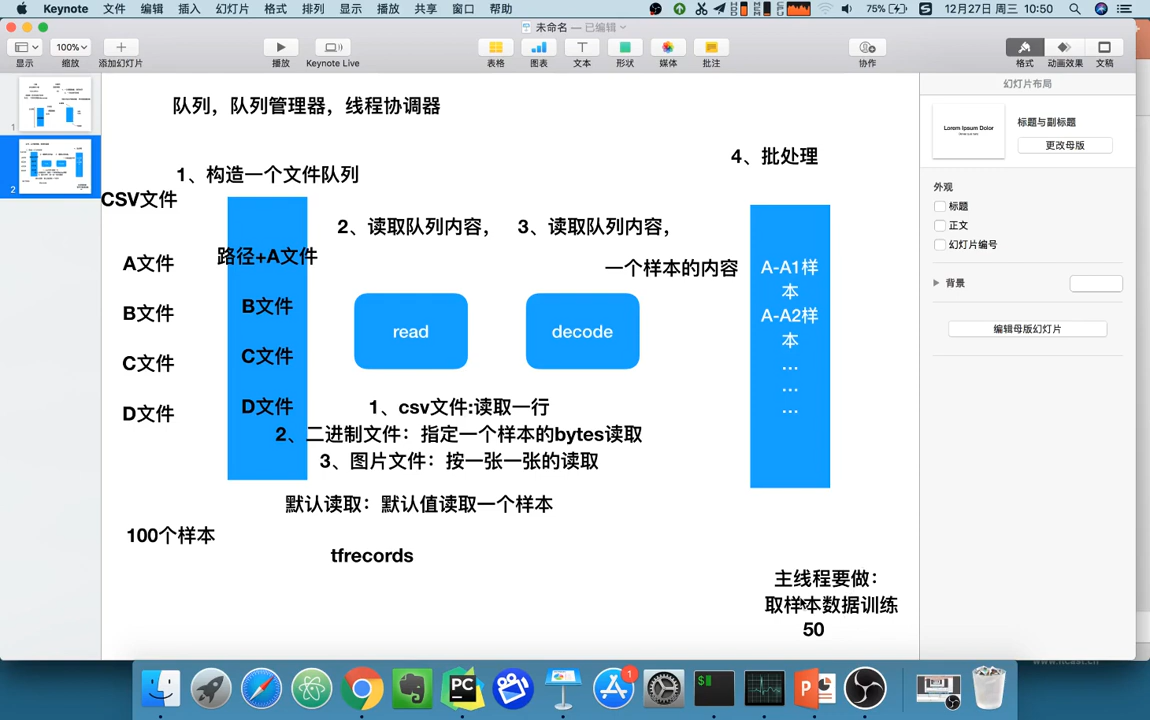 Keynote 文件 编辑 插入 幻灯片 格式 排列 显示 播放 共享 窗口 帮助 75% 12月27日 周三 10:50
未命名 — 已编辑
100%
显示 缩放 添加幻灯片 播放 Keynote Live 表格 图表 文本 形状 媒体 批注 协作 格式 动画效果 文稿
1
2
队列，队列管理器，线程协调器
4、批处理
1、构造一个文件队列
CSV文件
2、读取队列内容，
3、读取队列内容，
一个样本的内容
A文件
B文件
C文件
D文件
路径+A文件
B文件
C文件
D文件
read
decode
A-A1样
本
A-A2样
本
...
...
...
1、csv文件:读取一行
2、二进制文件：指定一个样本的bytes读取
3、图片文件：按一张一张的读取
默认读取：默认值读取一个样本
100个样本
tfrecords
主线程要做：
取样本数据训练
50
幻灯片布局
Lorem Ipsum Dolor
标题与副标题
更改母版
外观
标题
正文
幻灯片编号
背景
编辑母版幻灯片
1
PC
$
P